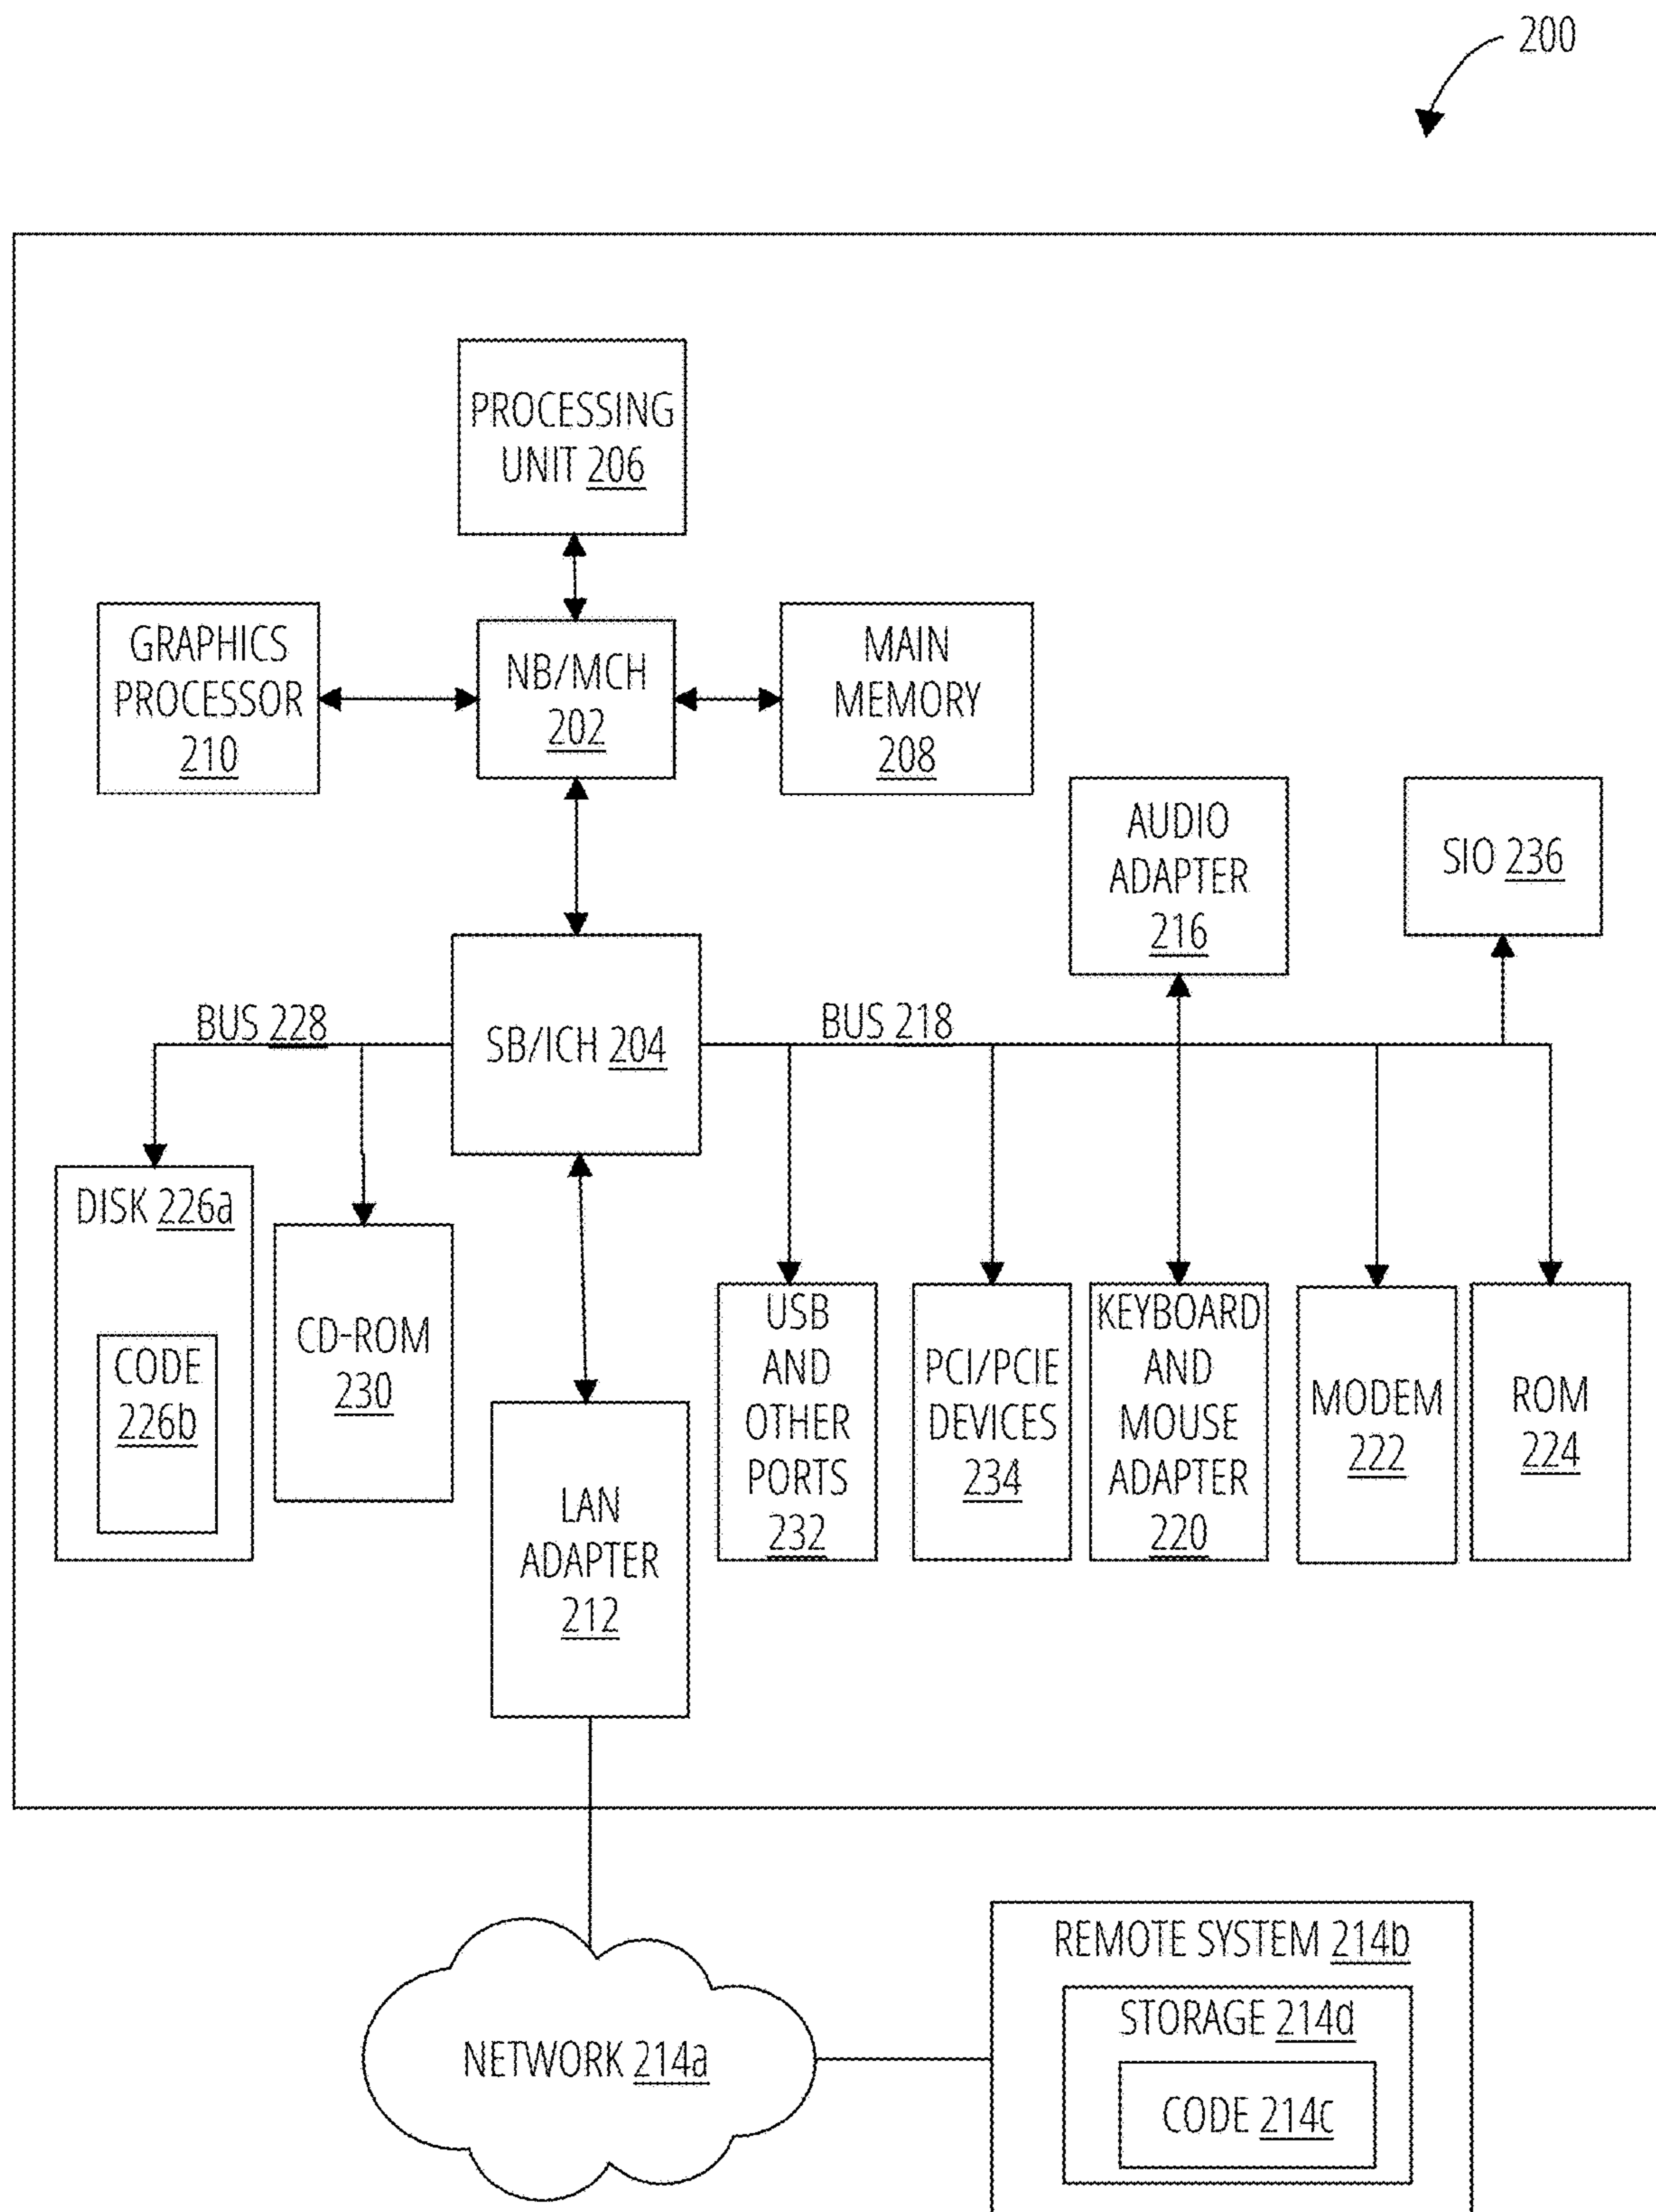 200
PROCESSING
UNIT 206
GRAPHICS
PROCESSOR
210
NB/MCH
202
MAIN
MEMORY
208
AUDIO
ADAPTER
216
SIO 236
BUS 228
SB/ICH 204
BUS 218
DISK 226a
CODE
226b
CD-ROM
230
LAN
ADAPTER
212
USB
AND
OTHER
PORTS
232
PCI/PCIE
DEVICES
234
KEYBOARD
AND
MOUSE
ADAPTER
220
MODEM
222
ROM
224
NETWORK 214a
REMOTE SYSTEM 214b
STORAGE 214d
CODE 214c